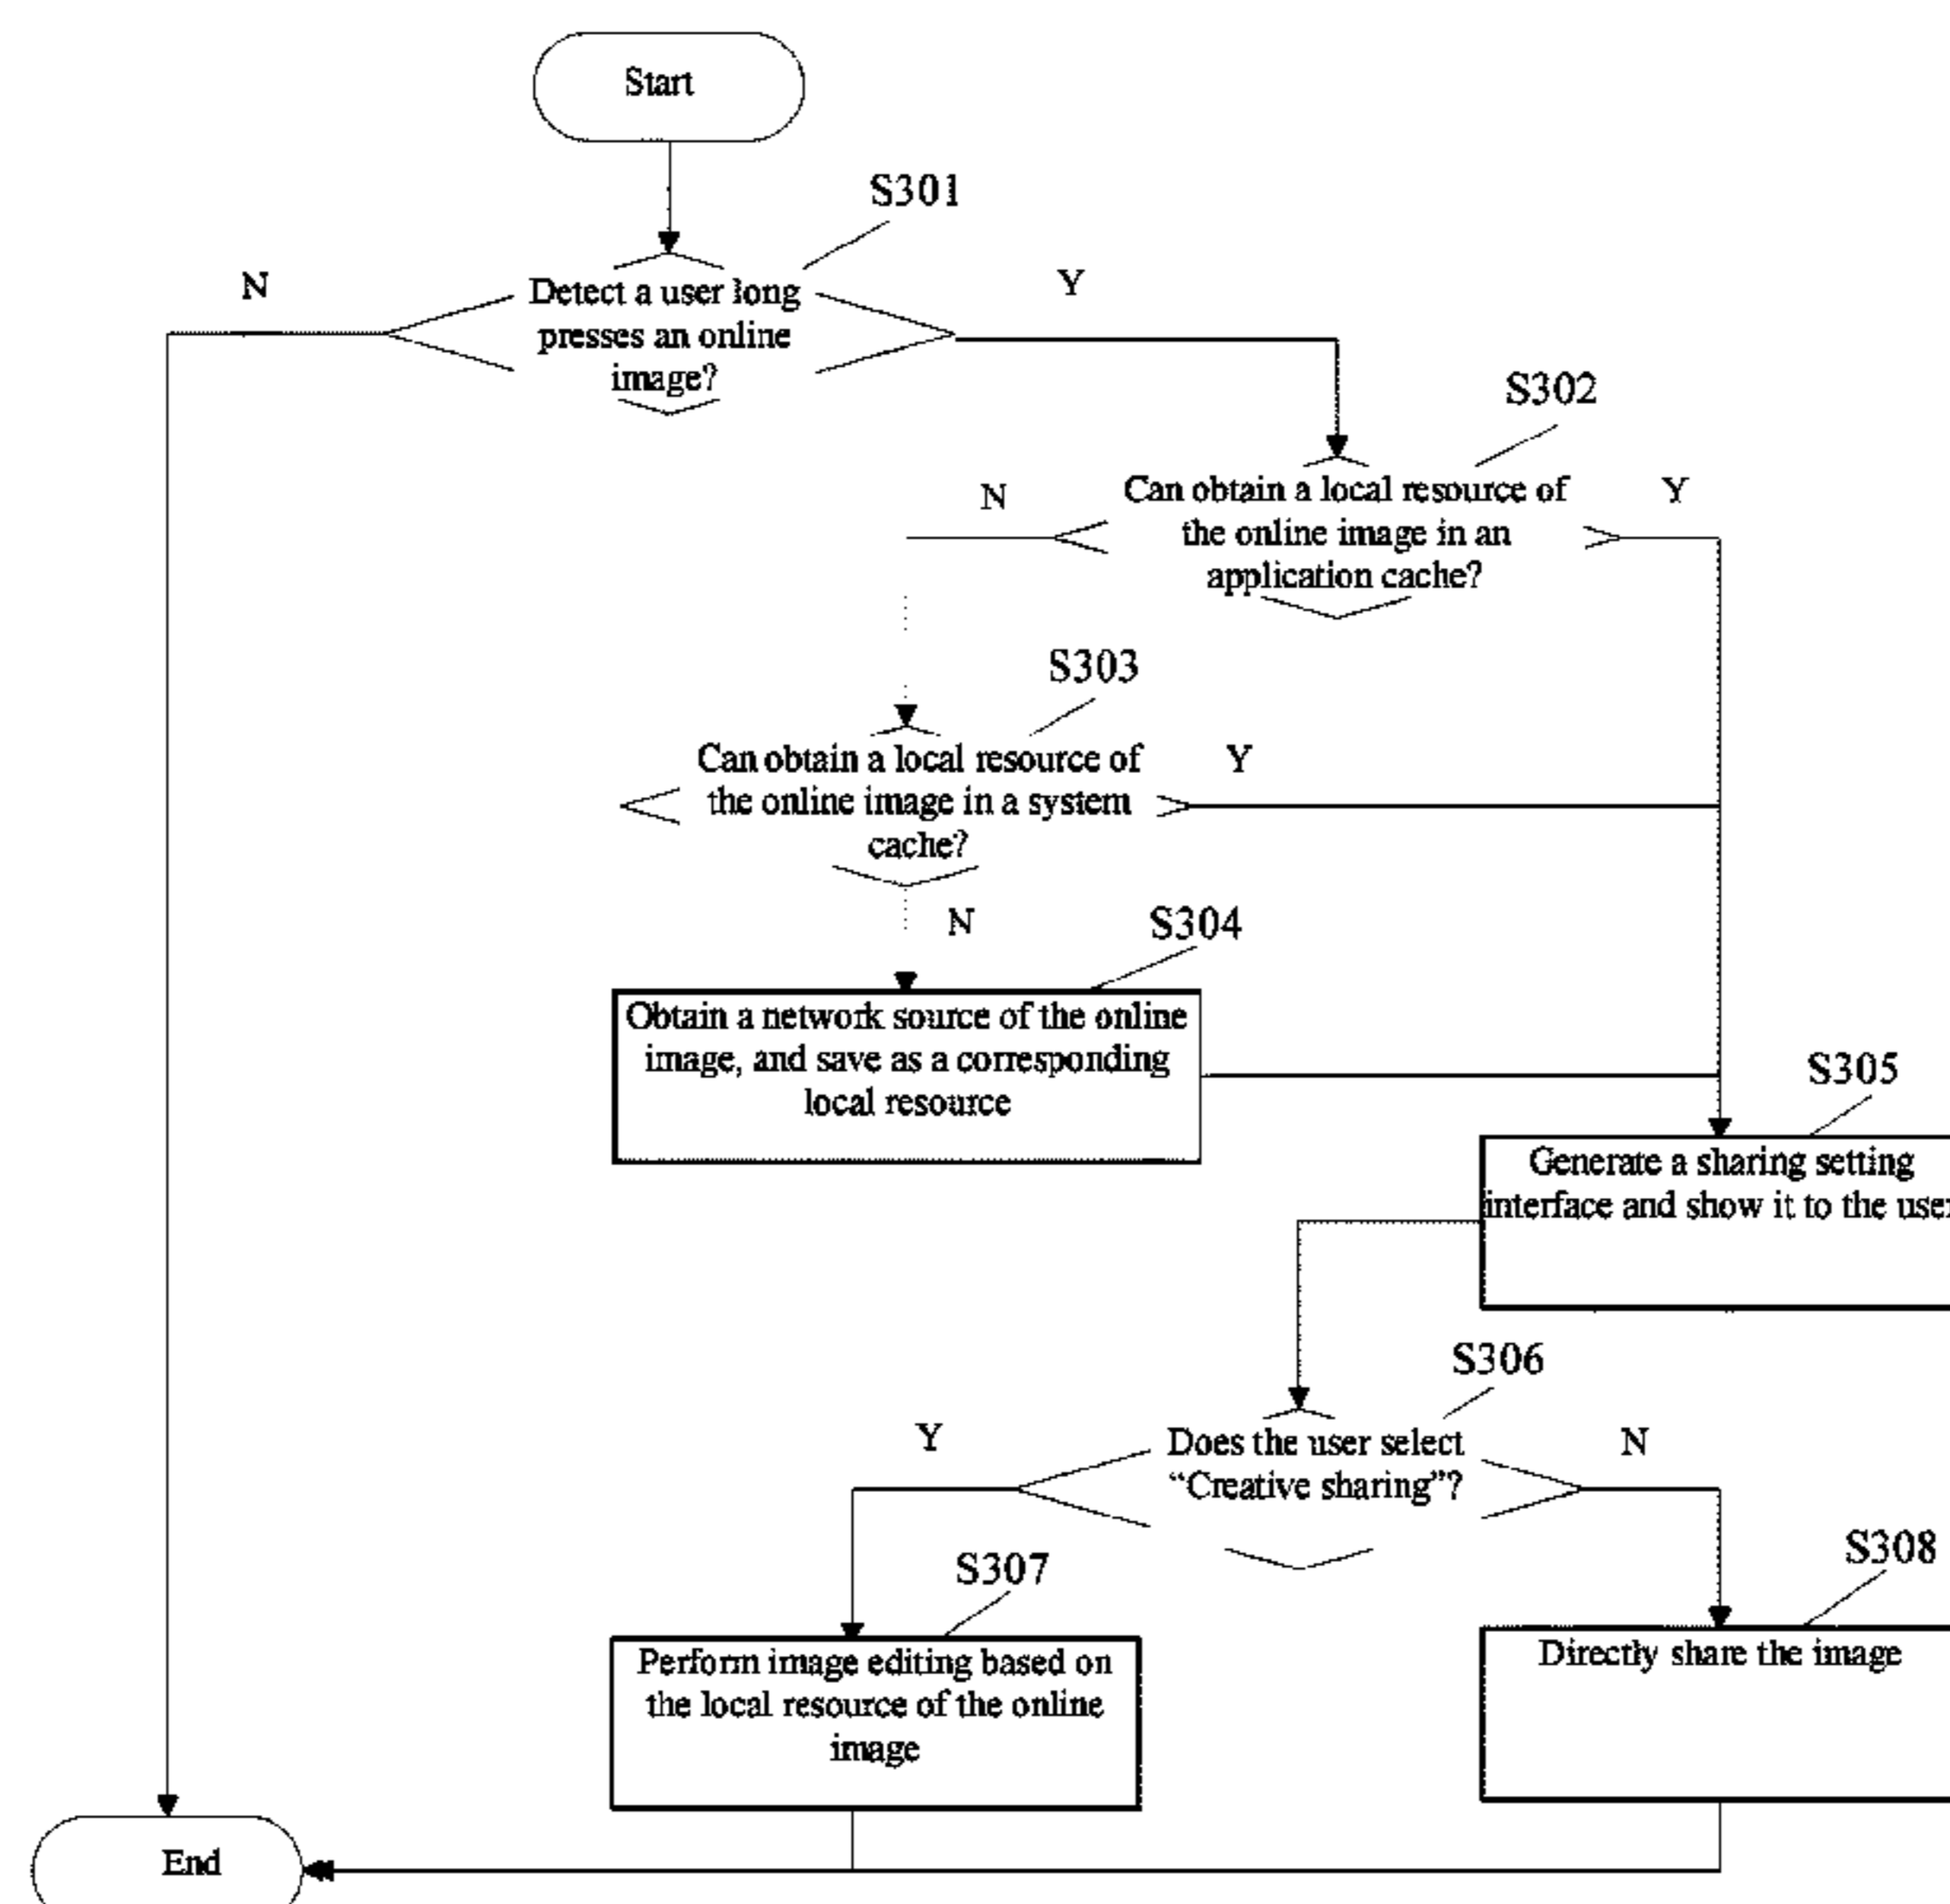 Start
S301
N
Detect a user long
presses an online
image?
Y
S302
N
Can obtain a local resource of
the online image in an
application cache?
Y
S303
Can obtain a local resource of
the online image in a system
cache?
Y
N
S304
Obtain a network source of the online
image, and save as a corresponding
local resource
S305
Generate a sharing setting
interface and show it to the user
S306
Y
Does the user select
“Creative sharing”?
N
S307
S308
Perform image editing based on
the local resource of the online
image
Directly share the image
End